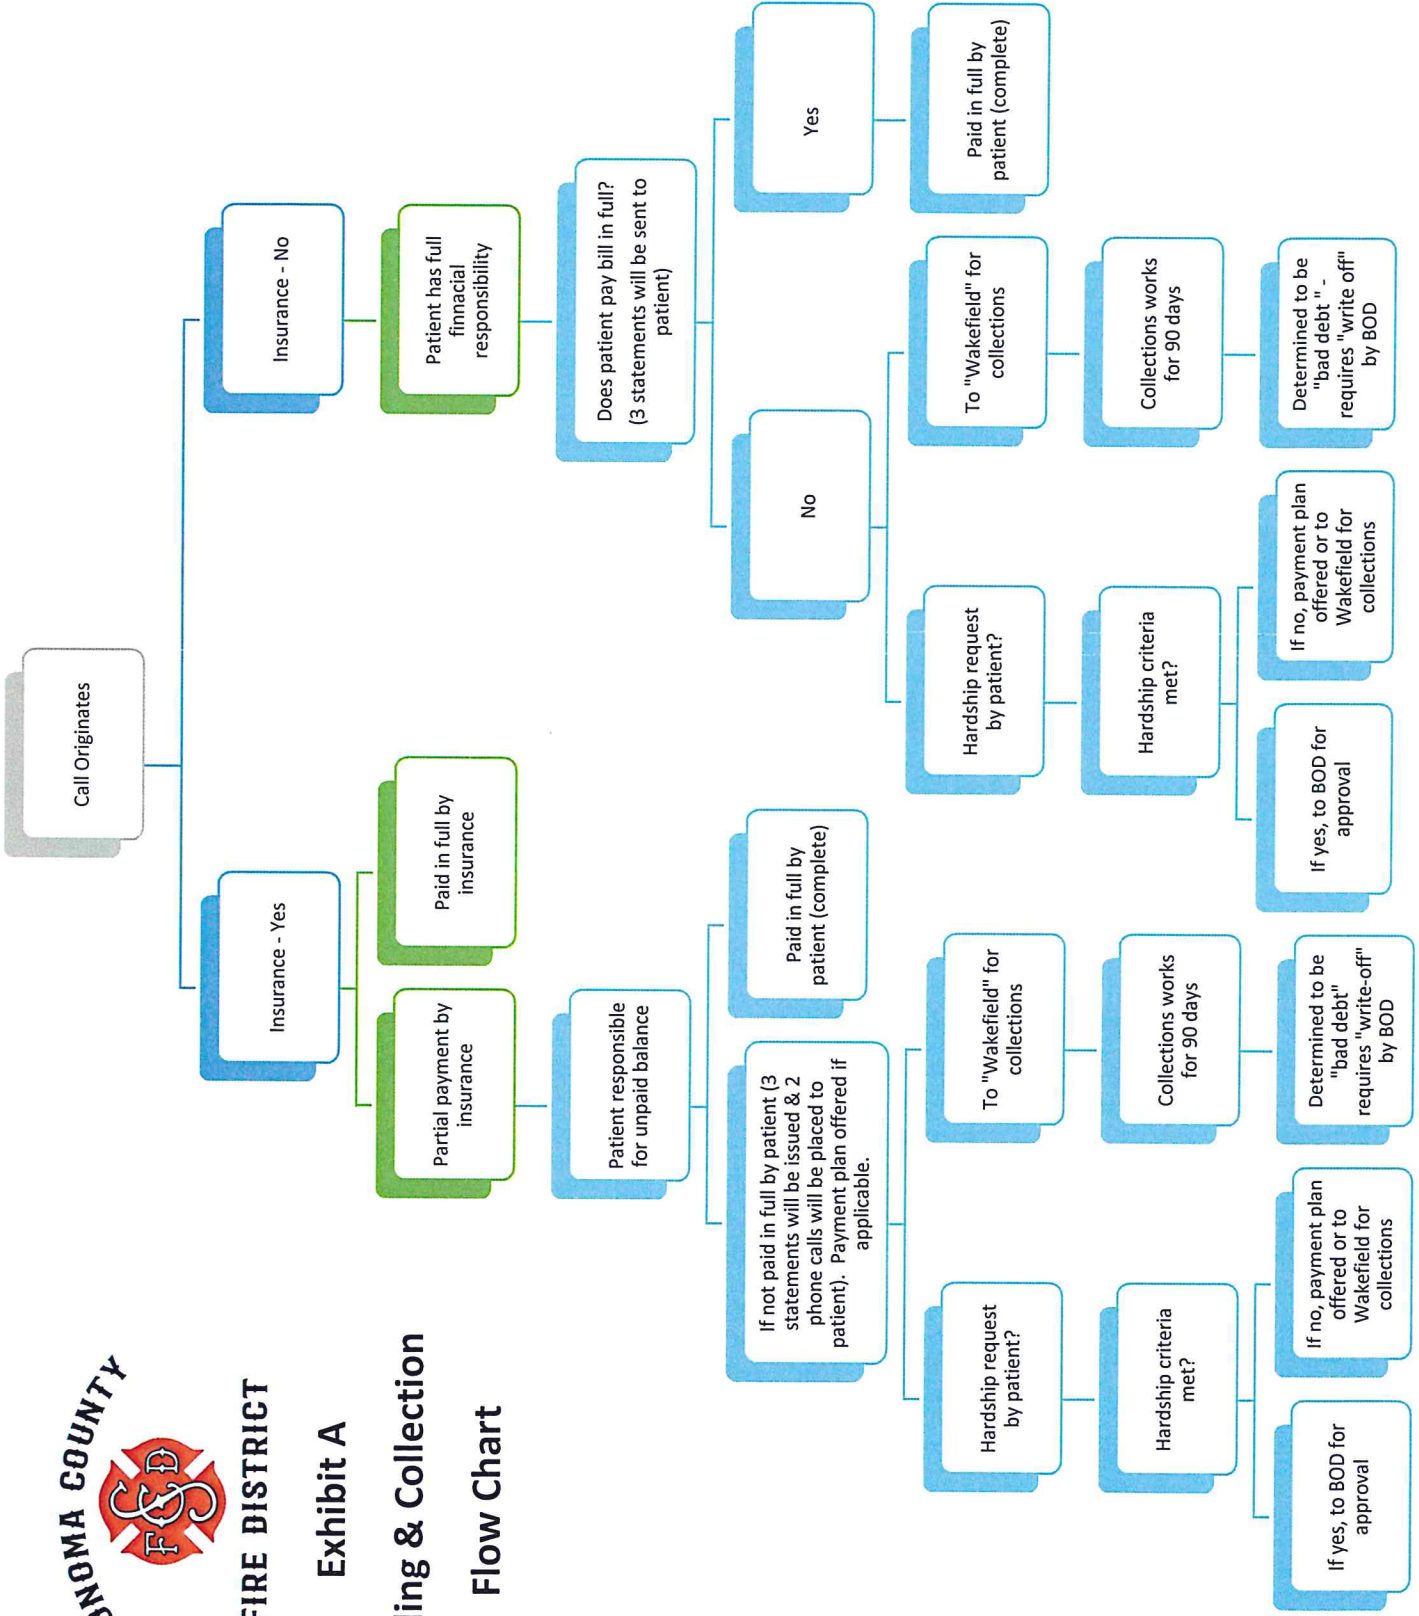 ONOMA COUNTY
F S D
FIRE DISTRICT
Exhibit A
ling & Collection
Flow Chart
Call Originates
Insurance - Yes
Insurance - No
Partial payment by
insurance
Paid in full by
insurance
Patient has full
finnacial
responsibility
Patient responsible
for unpaid balance
Does patient pay bill in full?
(3 statements will be sent to
patient)
If not paid in full by patient (3
statements will be issued & 2
phone calls will be placed to
patient). Payment plan offered if
applicable.
Paid in full by
patient (complete)
No
Yes
Hardship request
by patient?
To "Wakefield" for
collections
Hardship request
by patient?
To "Wakefield" for
collections
Paid in full by
patient (complete)
Hardship criteria
met?
Collections works
for 90 days
Hardship criteria
met?
Collections works
for 90 days
If yes, to BOD for
approval
If no, payment plan
offered or to
Wakefield for
collections
Determined to be
"bad debt"
requires "write-off"
by BOD
If yes, to BOD for
approval
If no, payment plan
offered or to
Wakefield for
collections
Determined to be
"bad debt " -
requires "write off"
by BOD